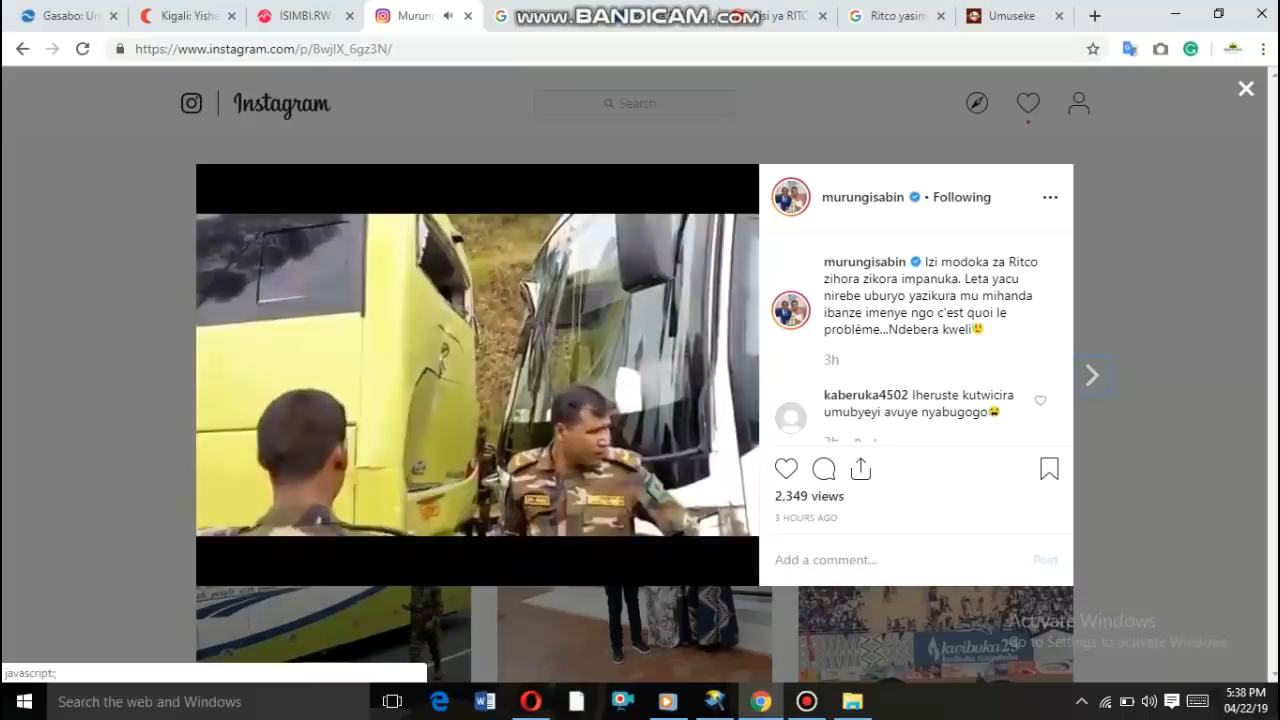 Gasabo: Ur
Kigali: Yishe
ISIMBI.RW
Murun
www.BANDICAM.com
si ya RITC
Ritco yasim
Umuseke
https://www.instagram.com/p/BwjlX_6gz3N/
Instagram
Search
murungisabin • Following
murungisabin Izi modoka za Ritco
zihora zikora impanuka. Leta yacu
nirebe uburyo yazikura mu mihanda
ibanze imenye ngo c'est quoi le
problème...Ndebera kweli
3h
kaberuka4502 Iheruste kutwicira
umubyeyi avuye nyabugogo
2,349 views
3 HOURS AGO
Add a comment...
Post
kwibuka25
Activate Windows
Go to Settings to activate Windows.
javascript:;
Search the web and Windows
5:38 PM
04/22/19